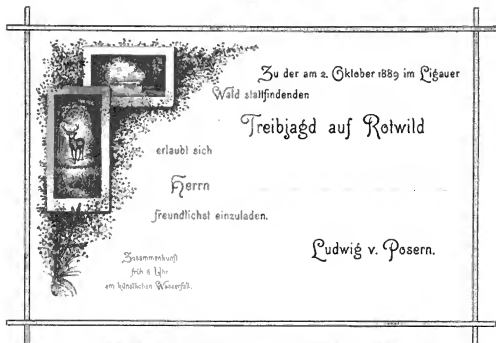 Zu der am 2. Oktober 1889 im Ligauer
Wald stattfindenden
Treibjagd auf Rotwild
erlaubt sich
Herrn
freundlichst einzuladen.
Ludwig v. Posern.
Zusammenkunft
früh 8 Uhr
am künstlichen Wasserfall.